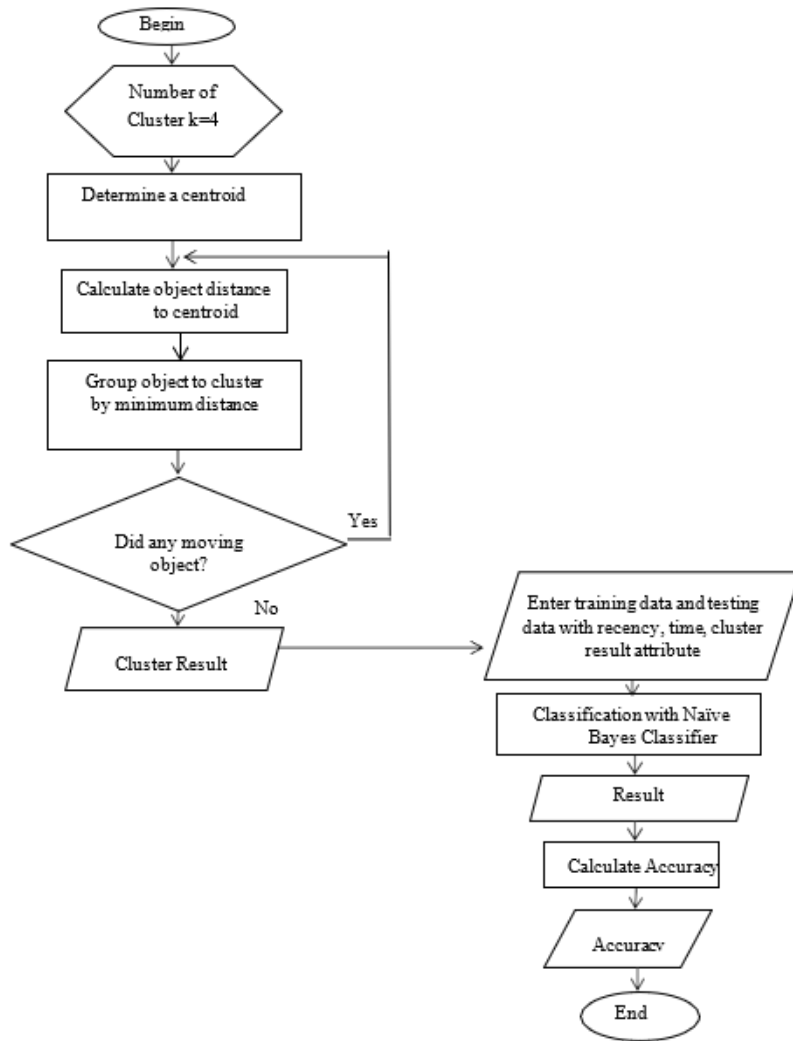 Begin
Number of
Cluster k=4
Determine a centroid
Calculate object distance
to centroid
Group object to cluster
by minimum distance
Did any moving
object?
Yes
No
Cluster Result
Enter training data and testing
data with recency, time, cluster
result attribute
Classification with Naïve
Bayes Classifier
Result
Calculate Accuracy
Accuracy
End